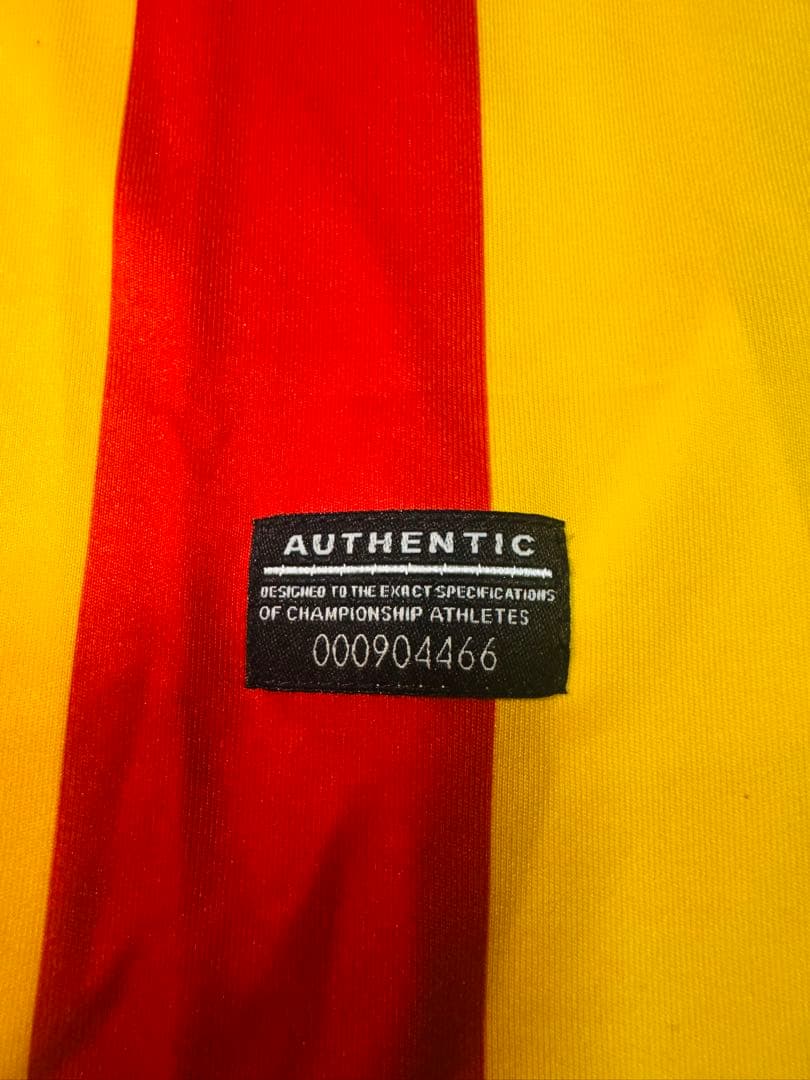 AUTHENTIC
DESIGNED TO THE EXACT SPECIFICATIONS
OF CHAMPIONSHIP ATHLETES
000904466